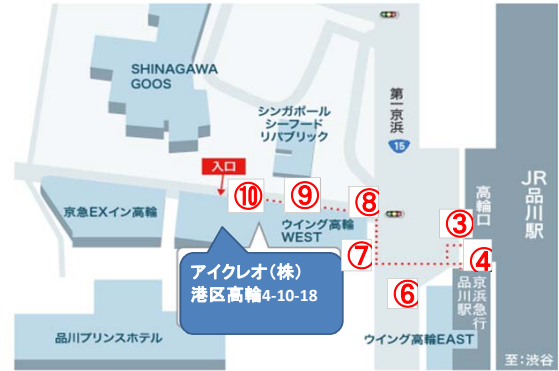 SHINAGAWA
GOOS
シンガポール
シーフード
リパブリック
第一京浜
15
入口
⑩
⑨
⑧
高輪口
JR品川駅
③
京急EXイン高輪
ウイング高輪
WEST
⑦
④
アイクレオ（株）
港区高輪4-10-18
⑥
京浜急行
品川駅
品川プリンスホテル
ウイング高輪EAST
至:渋谷